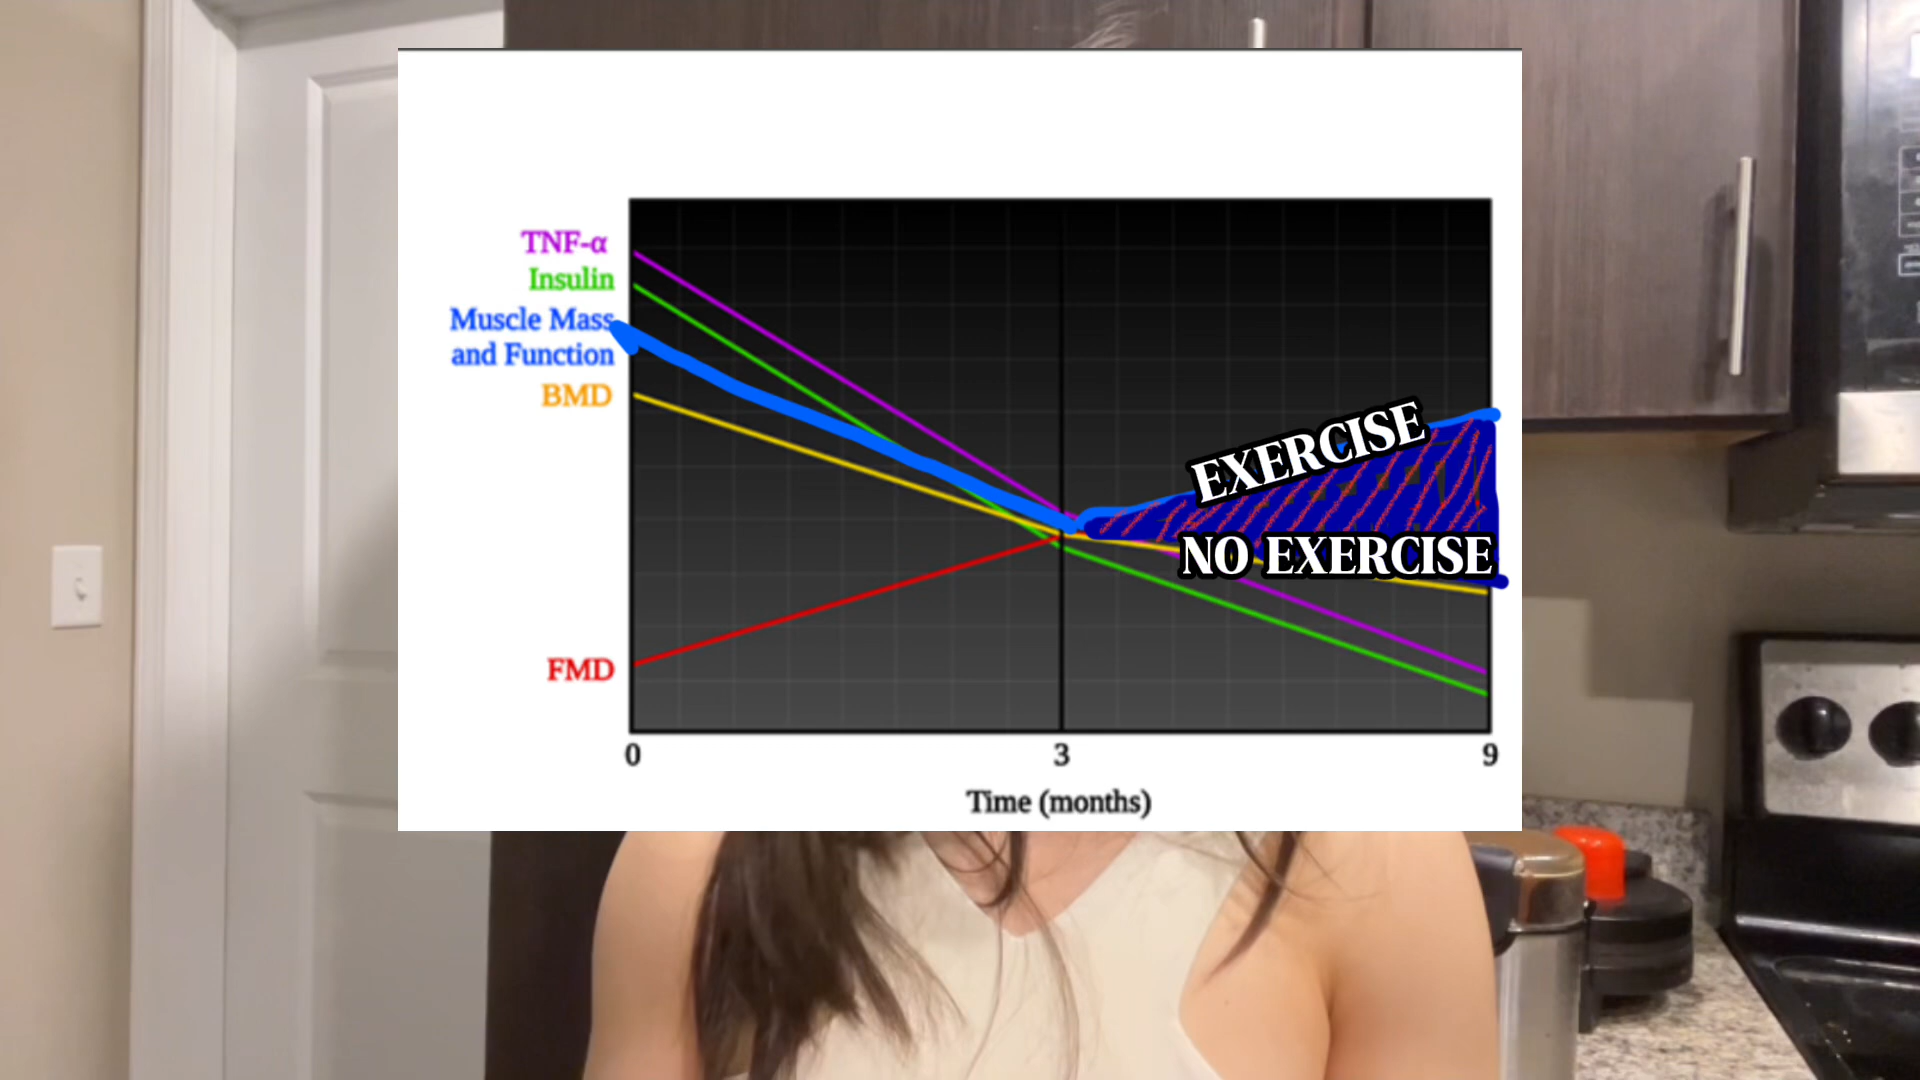 TNF-α
Insulin
Muscle Mass
and Function
BMD
FMD
EXERCISE
NO EXERCISE
0
3
9
Time (months)